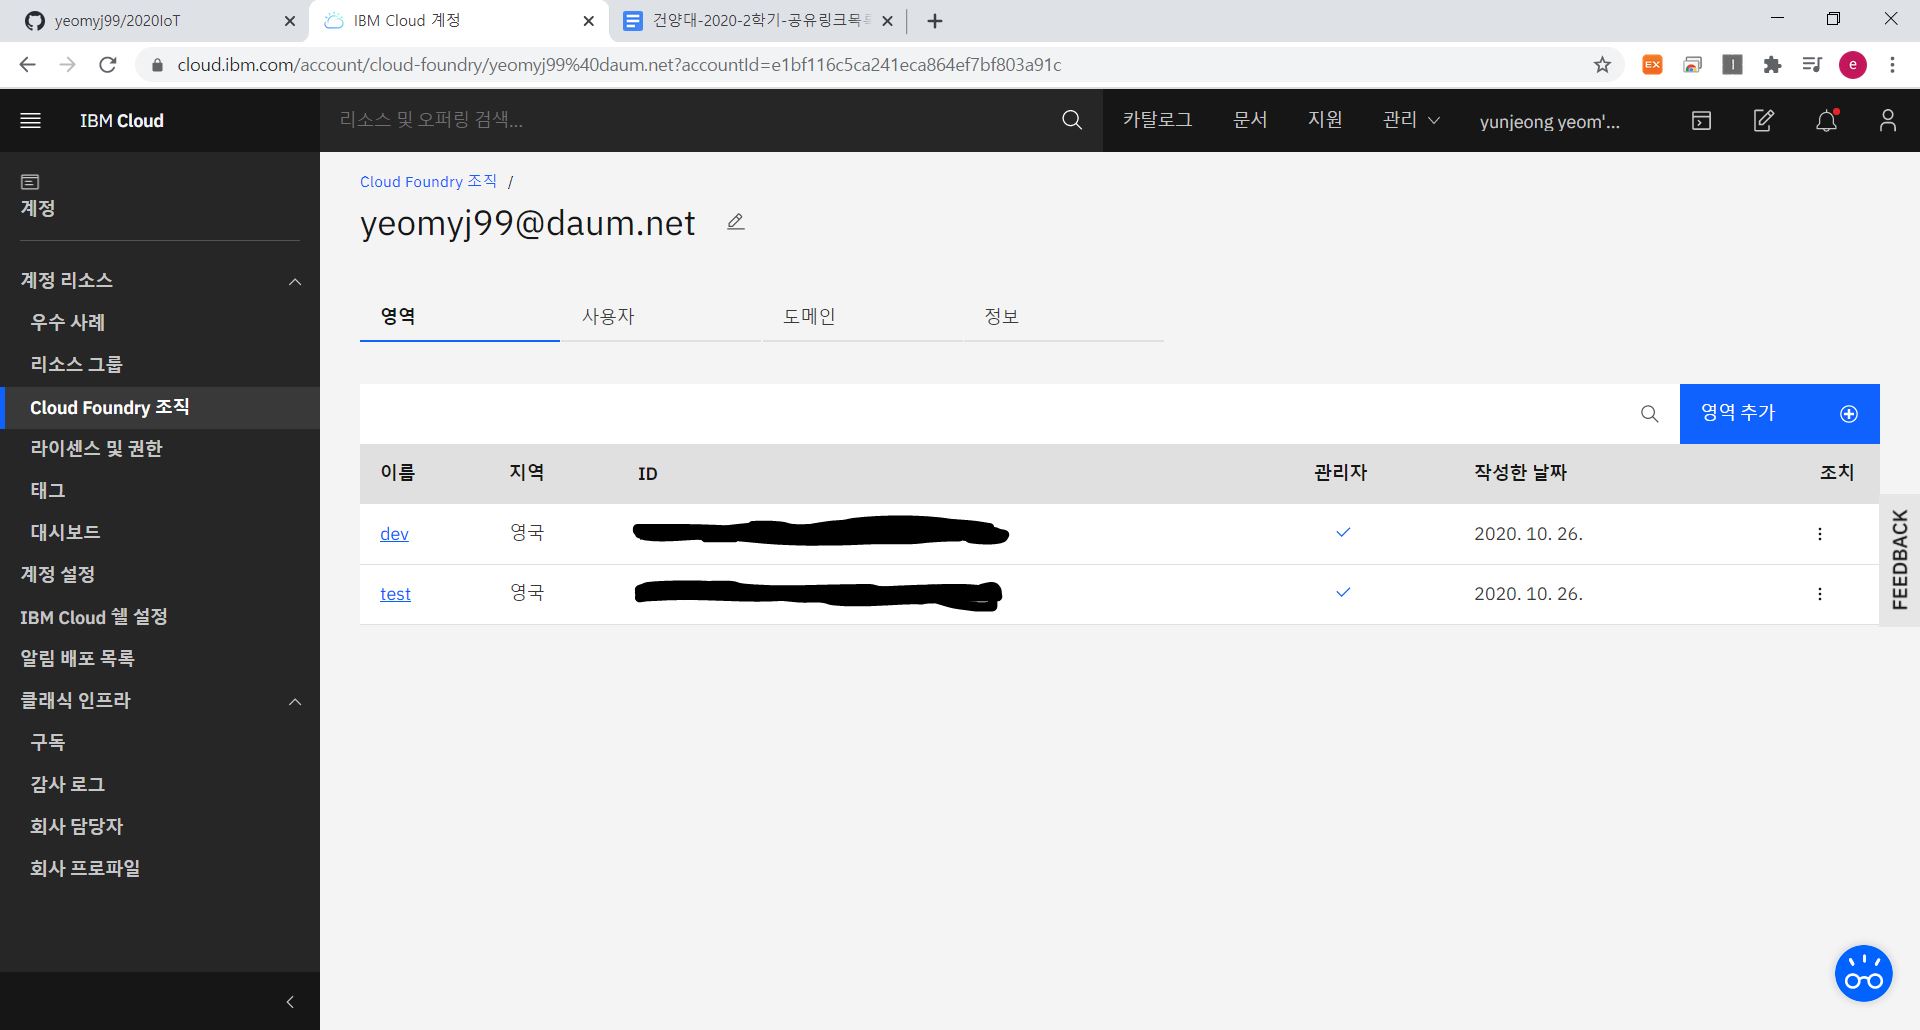 yeomyj99/2020IoT
IBM Cloud 계정
건양대-2020-2학기-공유링크목
cloud.ibm.com/account/cloud-foundry/yeomyj99%40daum.net?accountId=e1bf116c5ca241eca864ef7bf803a91c
EX
e
IBM Cloud
리소스 및 오퍼링 검색...
카탈로그
문서
지원
관리
yunjeong yeom'...
계정
계정 리소스
우수 사례
리소스 그룹
Cloud Foundry 조직
라이센스 및 권한
태그
대시보드
계정 설정
IBM Cloud 쉘 설정
알림 배포 목록
클래식 인프라
구독
감사 로그
회사 담당자
회사 프로파일
Cloud Foundry 조직 /
yeomyj99@daum.net
영역 사용자 도메인 정보
영역 추가
이름 지역 ID 관리자 작성한 날짜 조치
dev 영국 2020. 10. 26.
test 영국 2020. 10. 26.
FEEDBACK